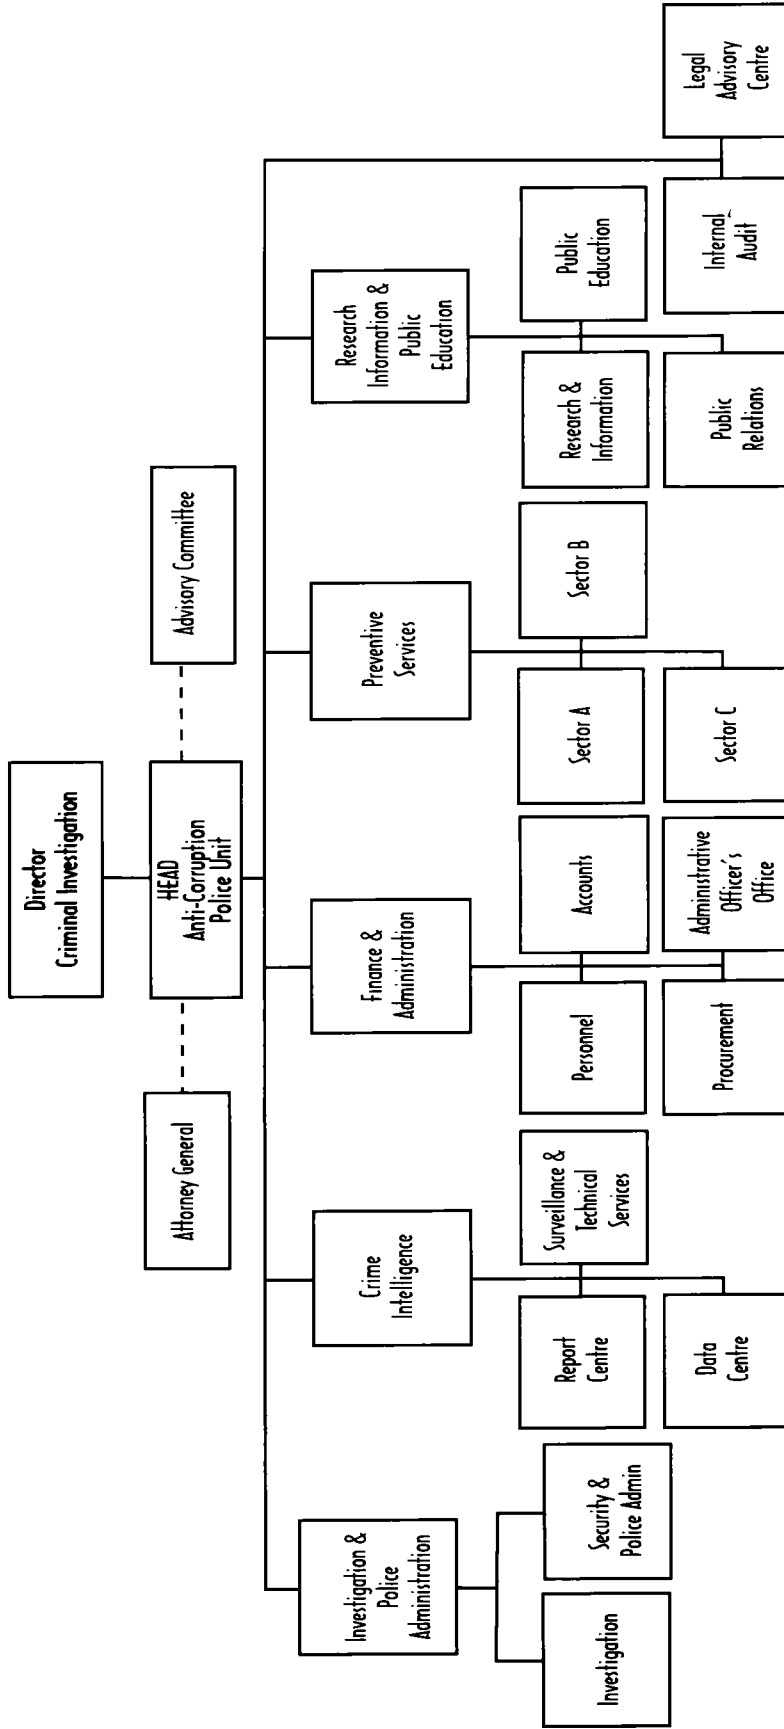 Director
Criminal Investigation
Attorney General
HEAD
Anti-Corruption
Police Unit
Advisory Committee
Investigation &
Police
Administration
Crime
Intelligence
Finance &
Administration
Preventive
Services
Research
Information &
Public
Education
Investigation
Security &
Police Admin
Report
Centre
Surveillance &
Technical
Services
Data
Centre
Personnel
Accounts
Procurement
Administrative
Officer's
Office
Sector A
Sector B
Sector C
Research &
Information
Public
Education
Public
Relations
Internal
Audit
Legal
Advisory
Centre